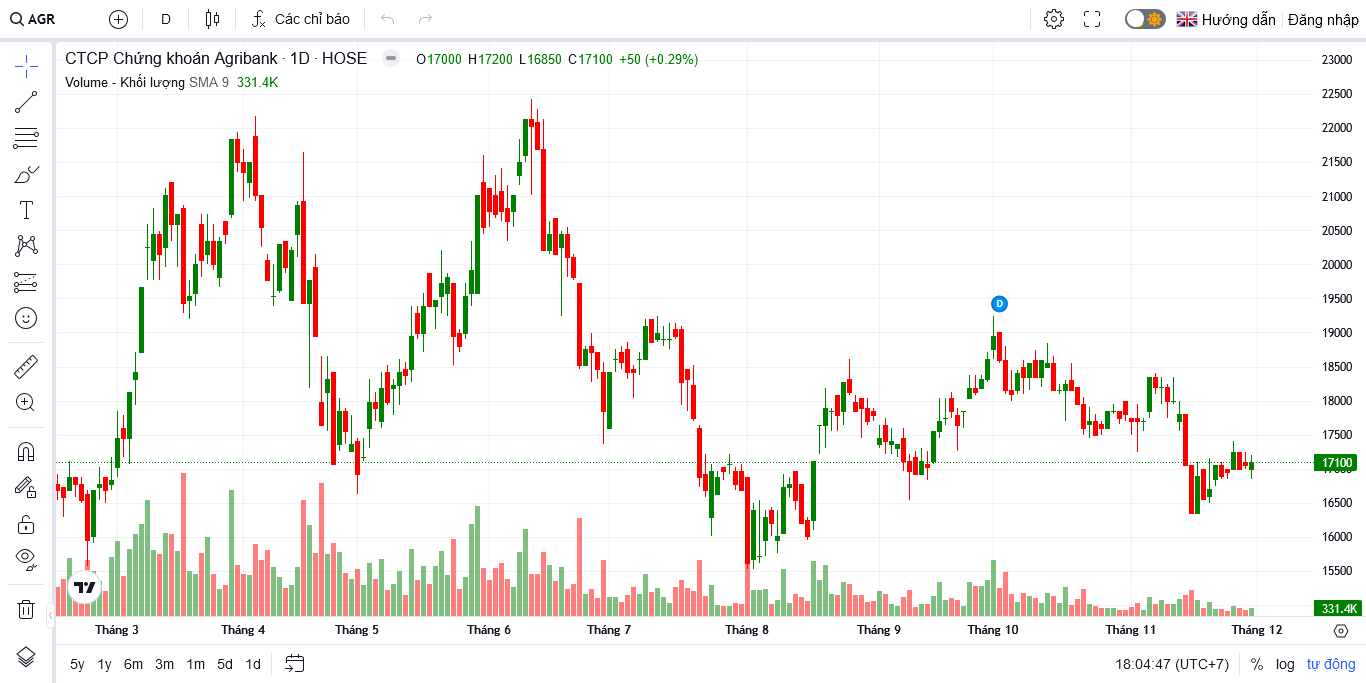 AGR D Các chỉ báo Hướng dẫn Đăng nhập
CTCP Chứng khoán Agribank · 1D · HOSE O17000 H17200 L16850 C17100 +50 (+0.29%)
Volume - Khối lượng SMA 9 331.4K
23000
22500
22000
21500
21000
20500
20000
19500
19000
18500
18000
17500
17100
16500
16000
15500
331.4K
D
Tháng 3 Tháng 4 Tháng 5 Tháng 6 Tháng 7 Tháng 8 Tháng 9 Tháng 10 Tháng 11 Tháng 12
5y 1y 6m 3m 1m 5d 1d 18:04:47 (UTC+7) % log tự động